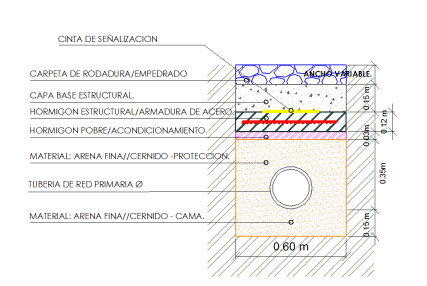 CINTA DE SEÑALIZACION
CARPETA DE RODADURA/EMPEDRADO
ANCHO VARIABLE.
CAPA BASE ESTRUCTURAL.
HORMIGON ESTRUCTURAL/ARMADURA DE ACERO
HORMIGON POBRE/ACONDICIONAMIENTO.
MATERIAL: ARENA FINA//CERNIDO -PROTECCION.
TUBERIA DE RED PRIMARIA Ø
MATERIAL: ARENA FINA//CERNIDO - CAMA.
0.15 m
0.12 m
0.03m
0.35m
0.15 m
0.60 m